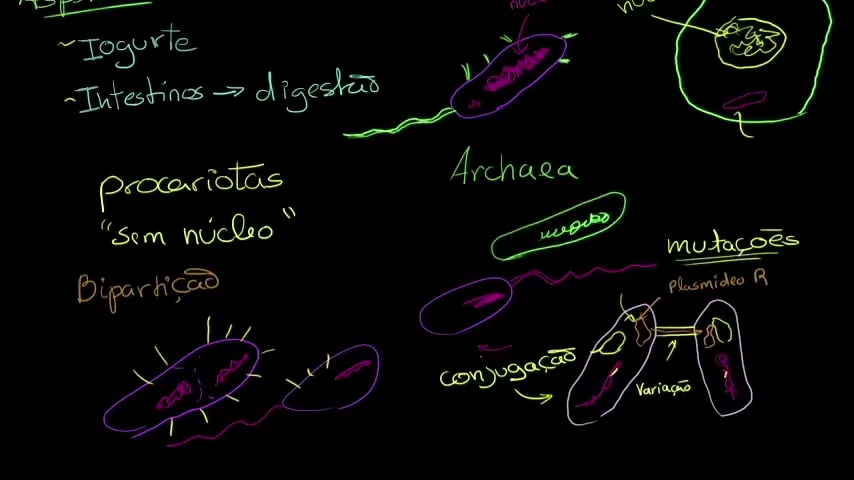 ~Iogurte
~Intestinos → digestão
procariotas
"sem núcleo"
Bipartição
Archaea
mutações
Plasmídeo R
conjugação
Variação